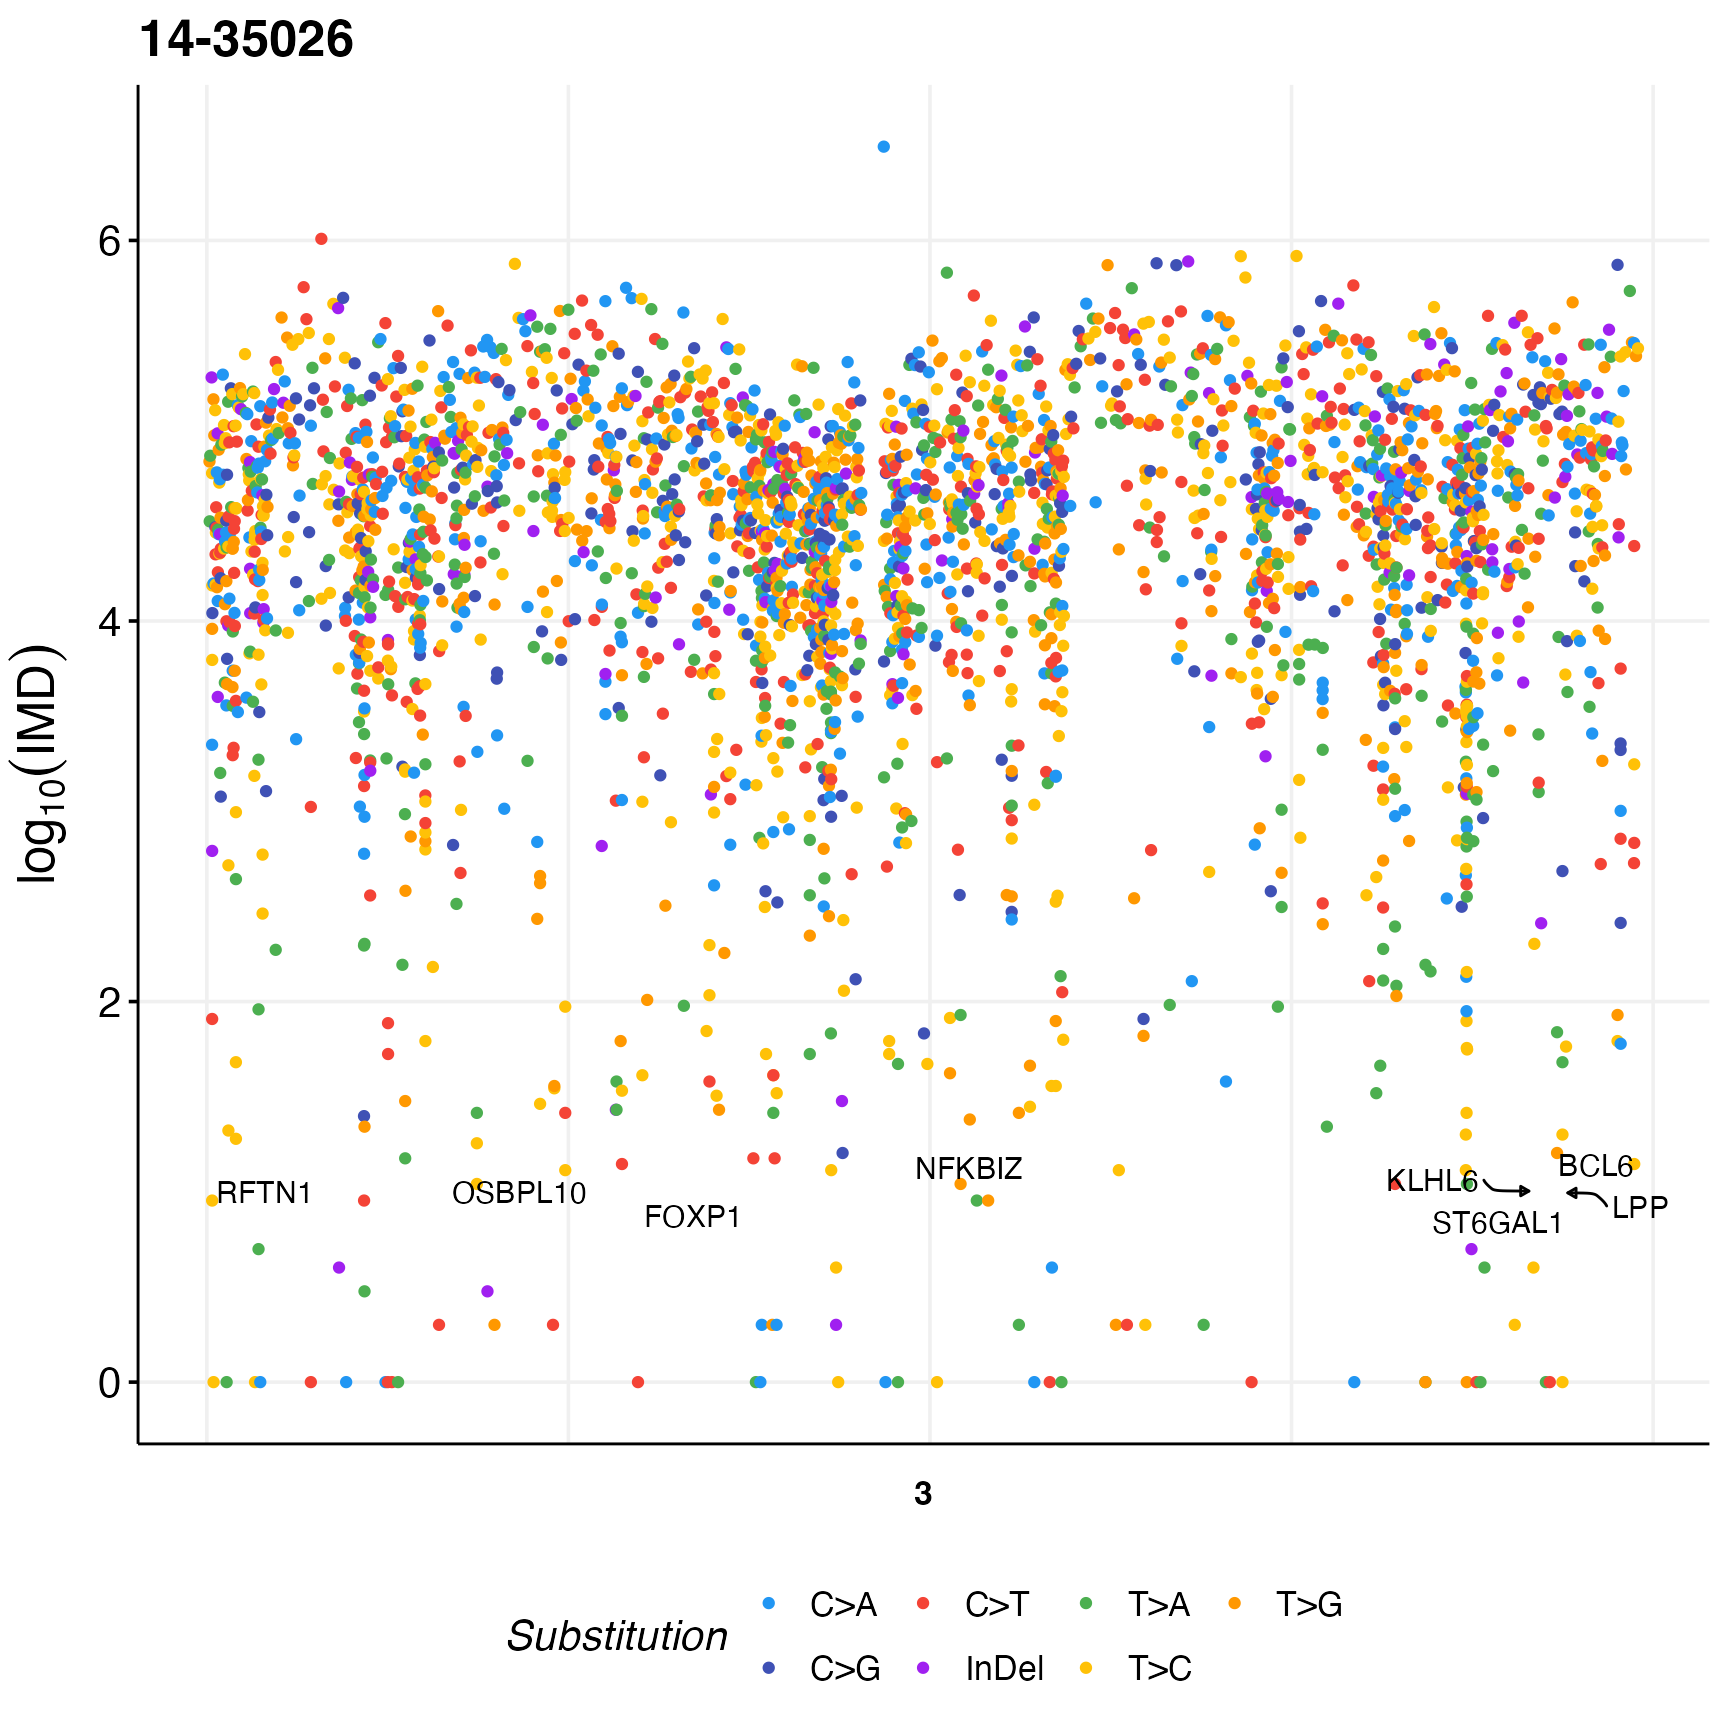 14-35026
log10(IMD)
6
4
2
0
NFKBIZ
BCL6
KLHL6
RFTN1
OSBPL10
LPP
FOXP1
ST6GAL1
3
Substitution
C>A C>T T>A T>G
C>G InDel T>C